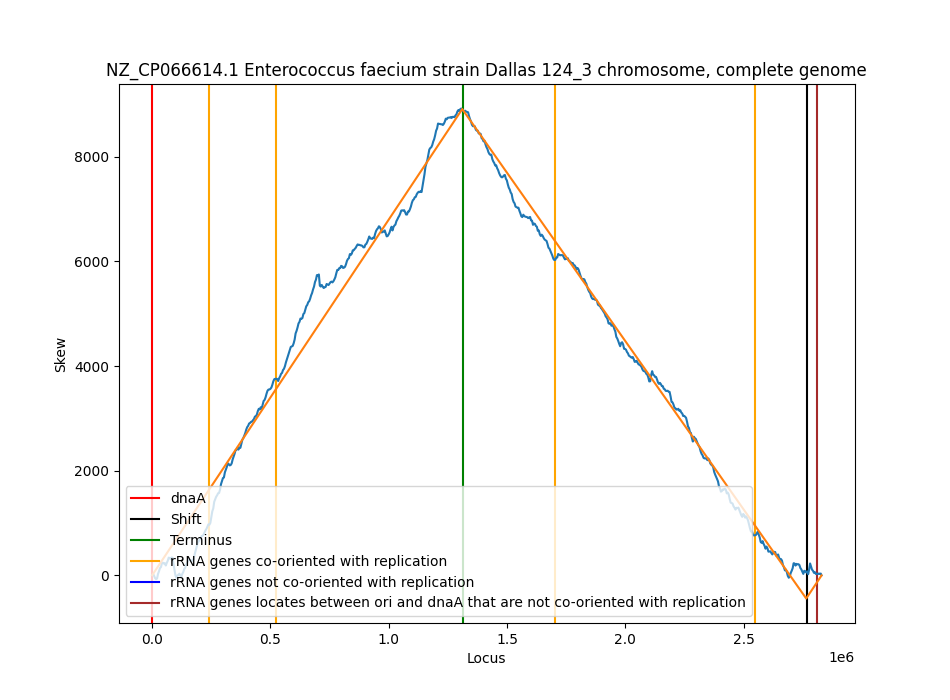 NZ_CP066614.1 Enterococcus faecium strain Dallas 124_3 chromosome, complete genome
Skew
8000
6000
4000
2000
0
dnaA
Shift
Terminus
rRNA genes co-oriented with replication
rRNA genes not co-oriented with replication
rRNA genes locates between ori and dnaA that are not co-oriented with replication
0.0 0.5 1.0 1.5 2.0 2.5
Locus
1e6